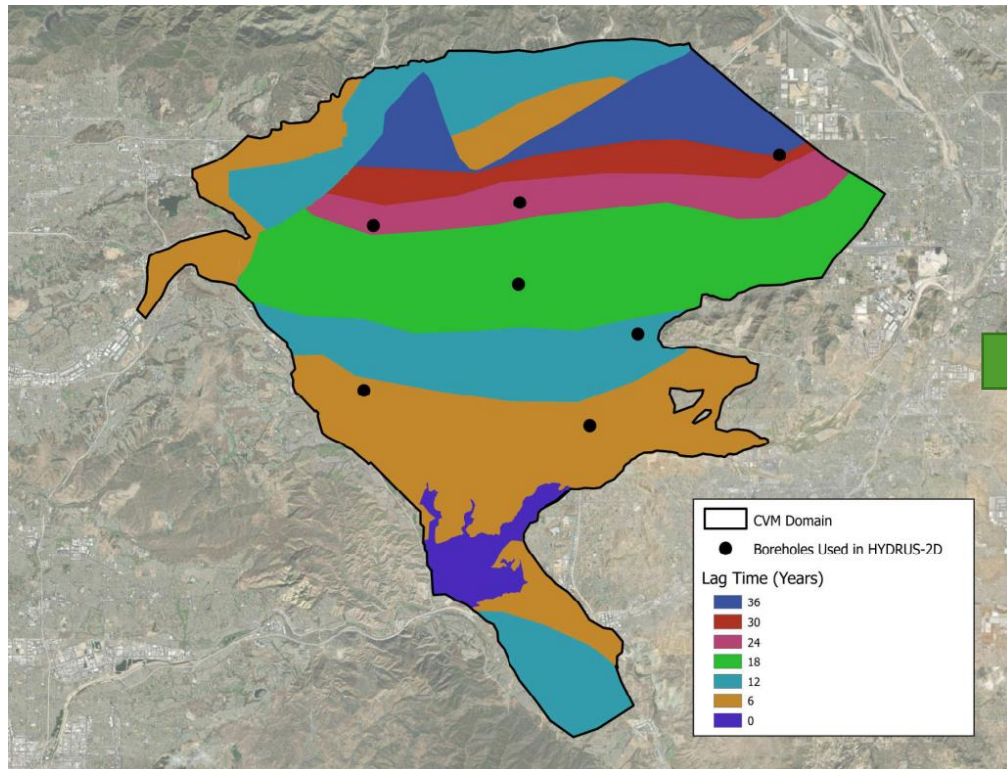 CVM Domain
Boreholes Used in HYDRUS-2D
Lag Time (Years)
36
30
24
18
12
6
0